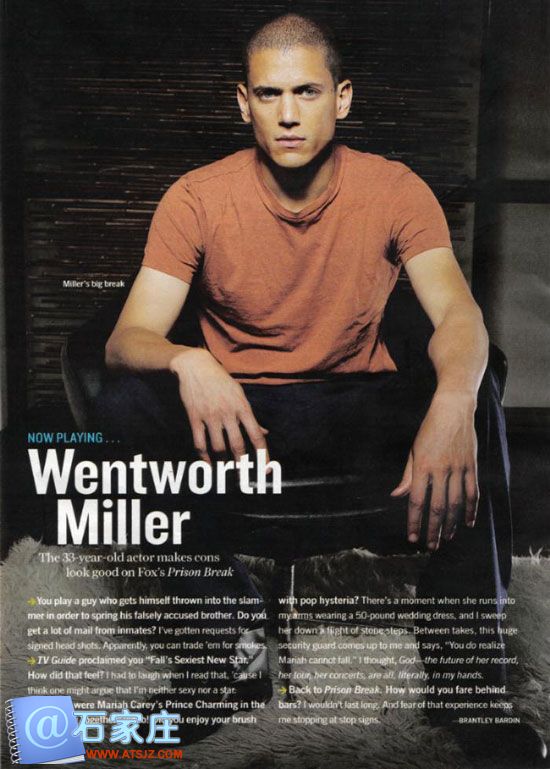 Miller's big break
NOW PLAYING...
Wentworth
Miller
The 33-year-old actor makes cons
look good on Fox's Prison Break
→You play a guy who gets himself thrown into the slam-
mer in order to spring his falsely accused brother. Do you
get a lot of mail from inmates? I've gotten requests for
signed head shots. Apparently, you can trade 'em for smokes.
→TV Guide proclaimed you "Fall's Sexiest New Star."
How did that feel? I had to laugh when I read that, 'cause I
think one might argue that I'm neither sexy nor a star.
were Mariah Carey's Prince Charming in the
you enjoy your brush
with pop hysteria? There's a moment when she runs into
my arms wearing a 50-pound wedding dress, and I sweep
her down a flight of stone steps. Between takes, this huge
security guard comes up to me and says, "You do realize
Mariah cannot fall." I thought, God—the future of her record,
her tour, her concerts, are all, literally, in my hands.
→Back to Prison Break. How would you fare behind
bars? I wouldn't last long. And fear of that experience keeps
me stopping at stop signs.
—BRANTLEY BARDIN
@石家庄
WWW.ATSJZ.COM